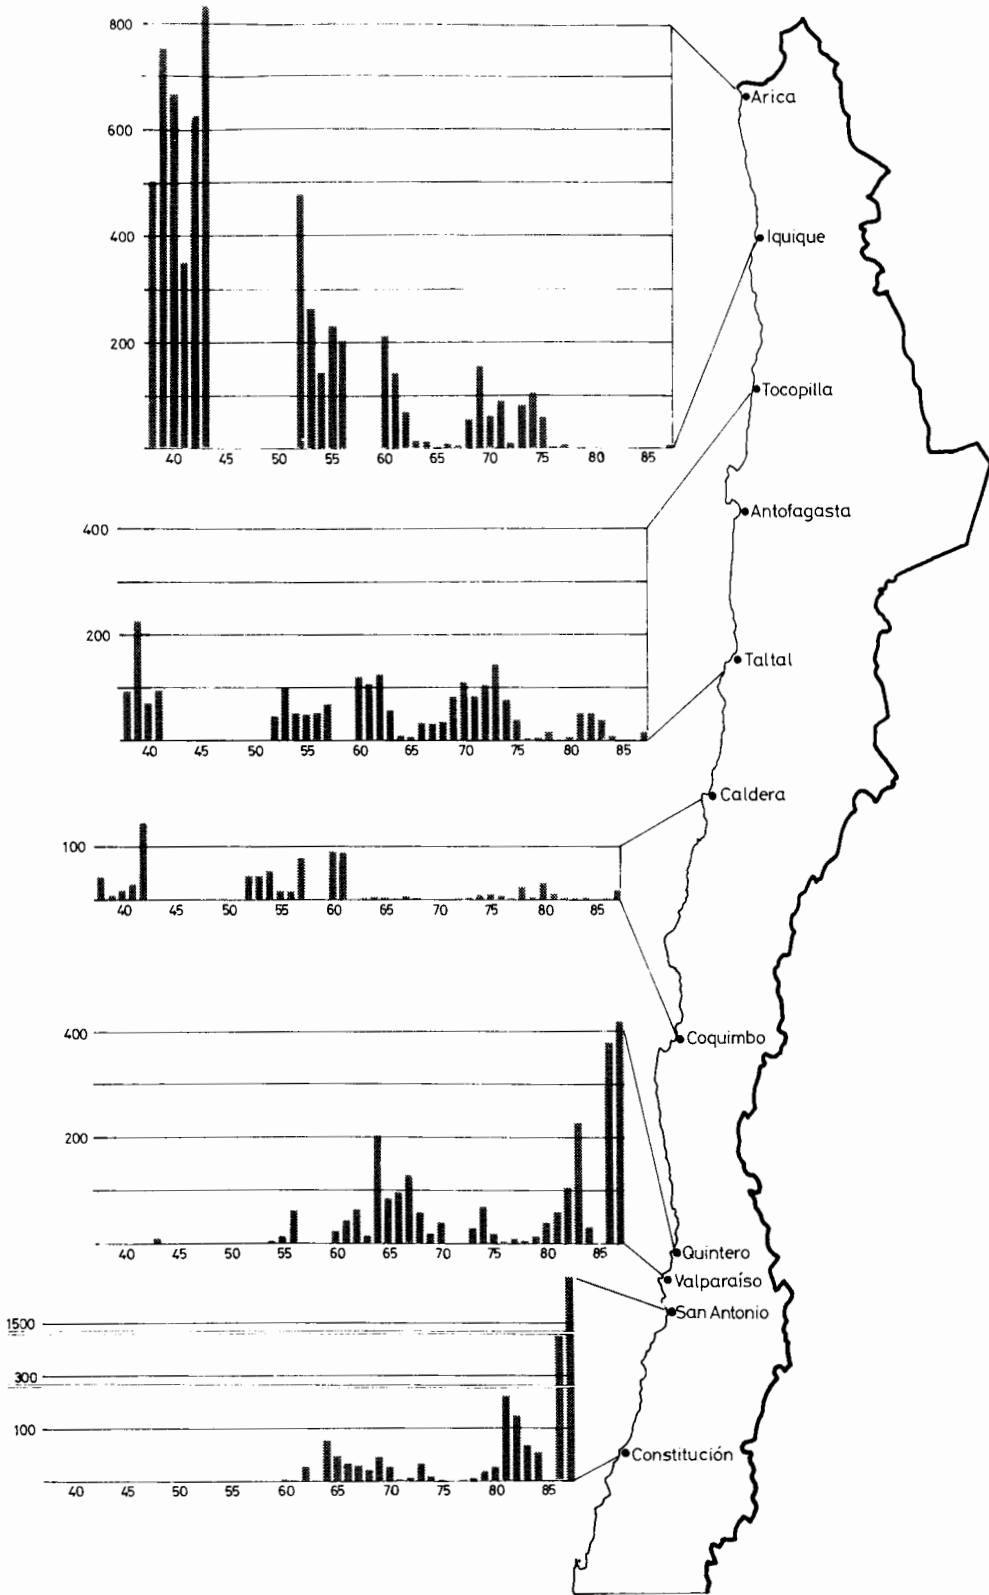 800
600
400
200
40 45 50 55 60 65 70 75 80 85
Arica
Iquique
Tocopilla
Antofagasta
400
200
40 45 50 55 60 65 70 75 80 85
Taltal
Caldera
100
40 45 50 55 60 65 70 75 80 85
Coquimbo
400
200
40 45 50 55 60 65 70 75 80 85
Quintero
Valparaíso
San Antonio
1500
300
100
40 45 50 55 60 65 70 75 80 85
Constitución